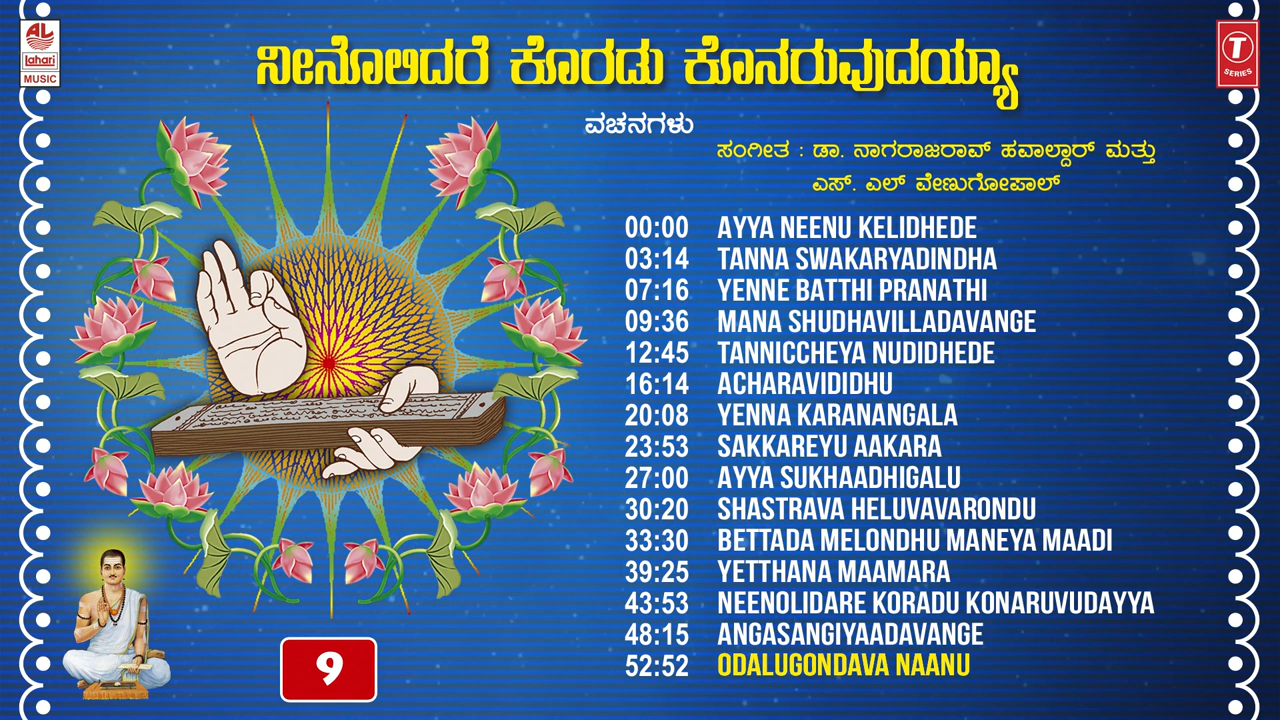 ನೀನೊಲಿದರೆ ಕೊರಡು ಕೊನರುವುದಯ್ಯಾ
ವಚನಗಳು
ಸಂಗೀತ : ಡಾ. ನಾಗರಾಜರಾವ್ ಹವಾಲ್ದಾರ್ ಮತ್ತು
ಎಸ್. ಎಲ್ ವೇಣುಗೋಪಾಲ್
lahari
MUSIC
T
SERIES
00:00 AYYA NEENU KELIDHEDE
03:14 TANNA SWAKARYADINDHA
07:16 YENNE BATTHI PRANATHI
09:36 MANA SHUDHAVILLADAVANGE
12:45 TANNICCHEYA NUDIDHEDE
16:14 ACHARAVIDIDHU
20:08 YENNA KARANANGALA
23:53 SAKKAREYU AAKARA
27:00 AYYA SUKHAADHIGALU
30:20 SHASTRAVA HELUVAVARONDU
33:30 BETTADA MELONDHU MANEYA MAADI
39:25 YETTHANA MAAMARA
43:53 NEENOLIDARE KORADU KONARUVUDAYYA
48:15 ANGASANGIYAADAVANGE
52:52 ODALUGONDAVA NAANU
9